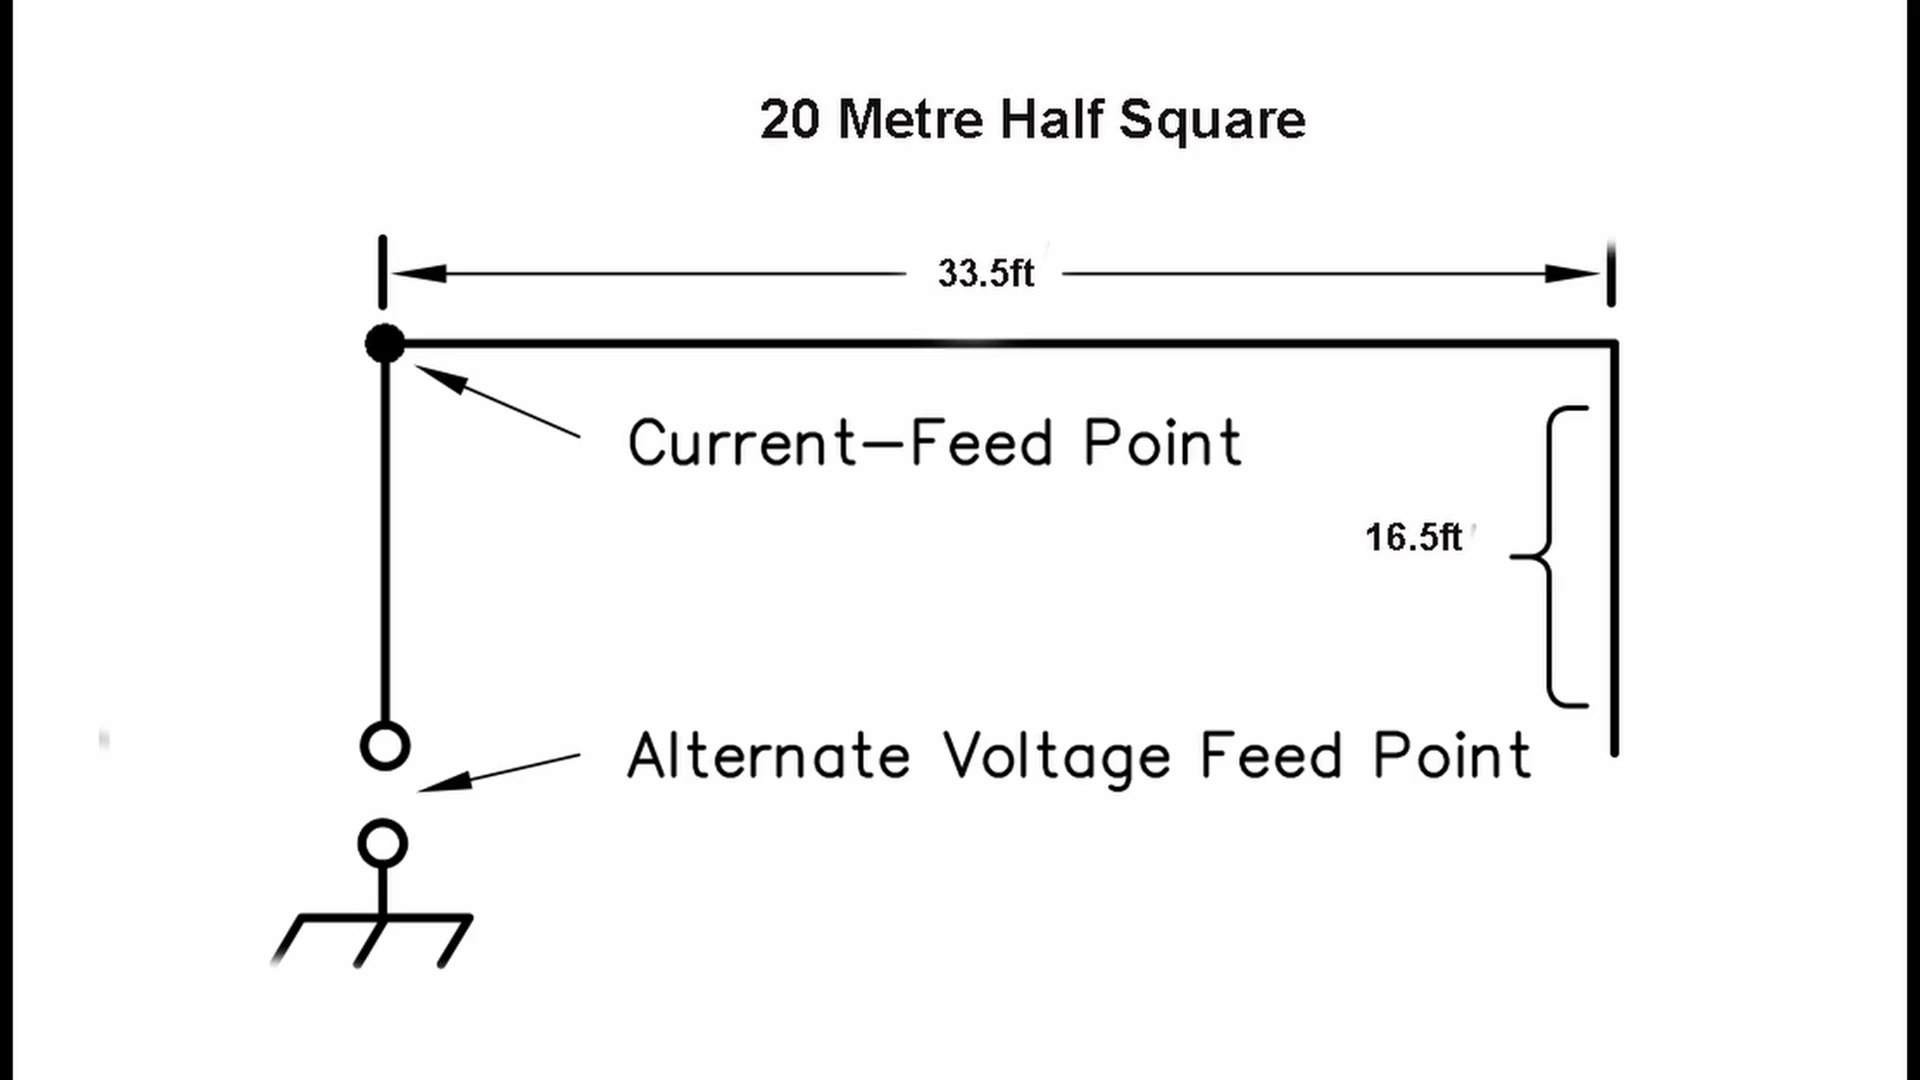 20 Metre Half Square
33.5ft
Current-Feed Point
16.5ft
Alternate Voltage Feed Point